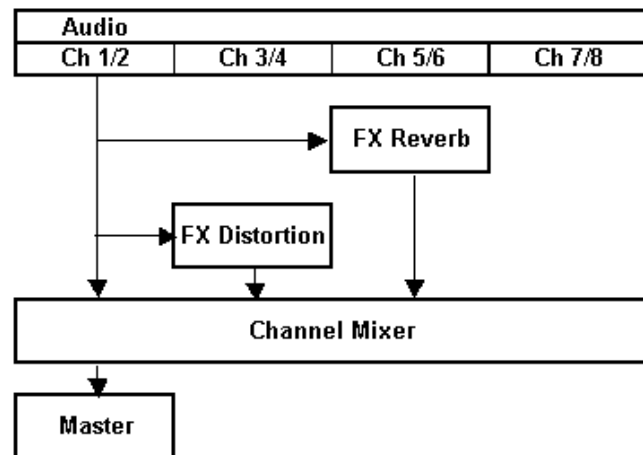 Audio
Ch 1/2 Ch 3/4 Ch 5/6 Ch 7/8
FX Reverb
FX Distortion
Channel Mixer
Master